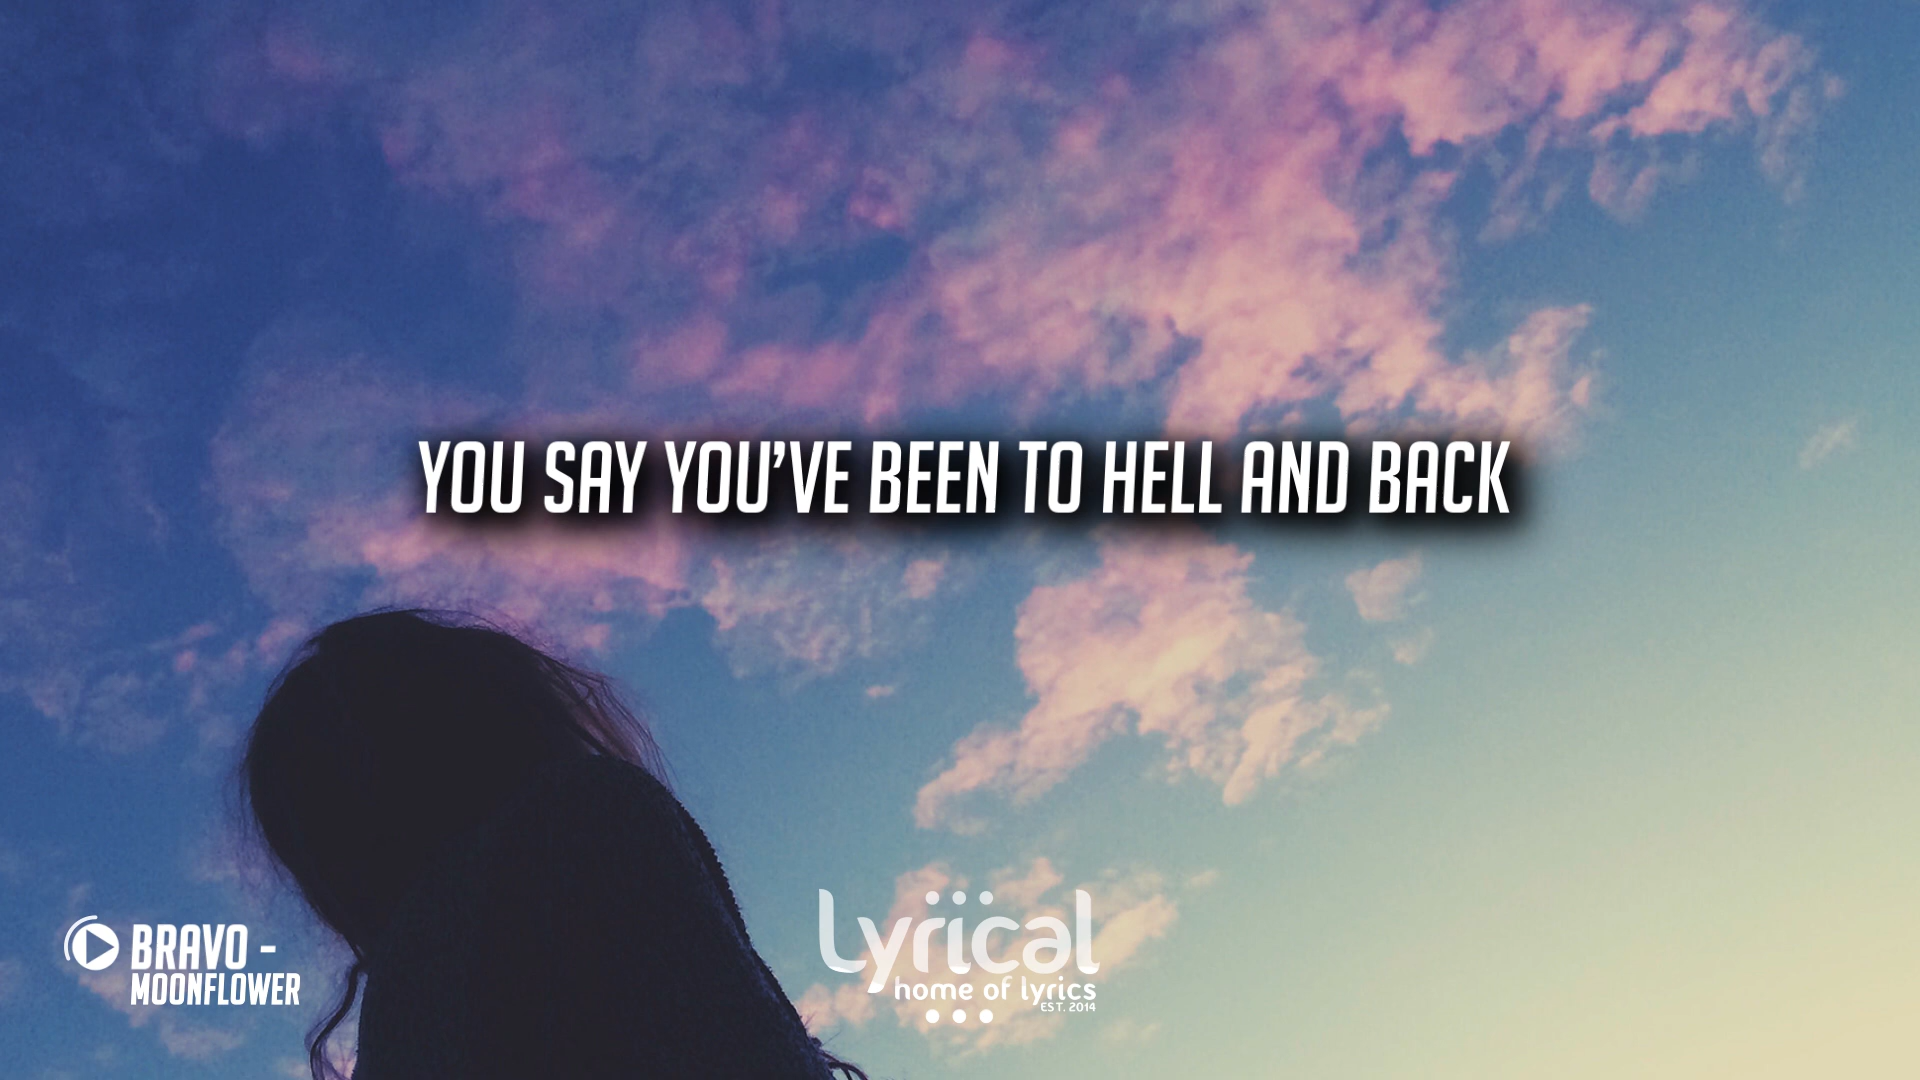 YOU SAY YOU'VE BEEN TO HELL AND BACK
BRAVO -
MOONFLOWER
Lyrical
home of lyrics
EST. 2014